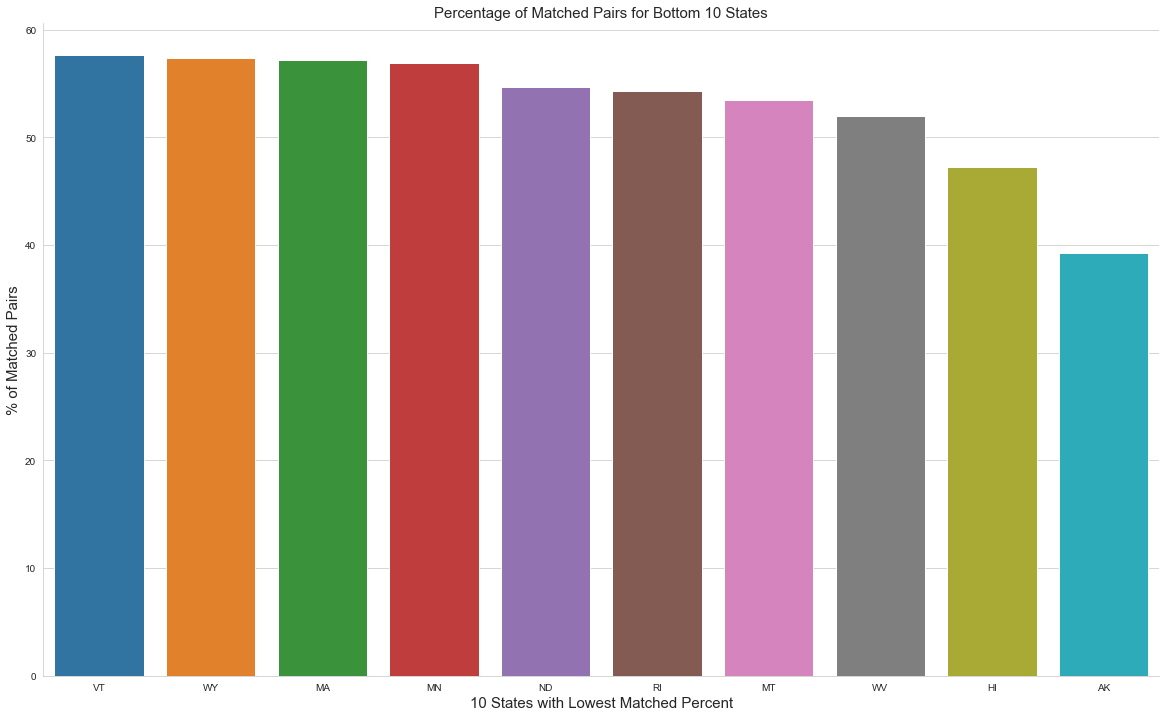 Percentage of Matched Pairs for Bottom 10 States
60
50
40
30
20
10
0
% of Matched Pairs
VT WY MA MN ND RI MT WV HI AK
10 States with Lowest Matched Percent